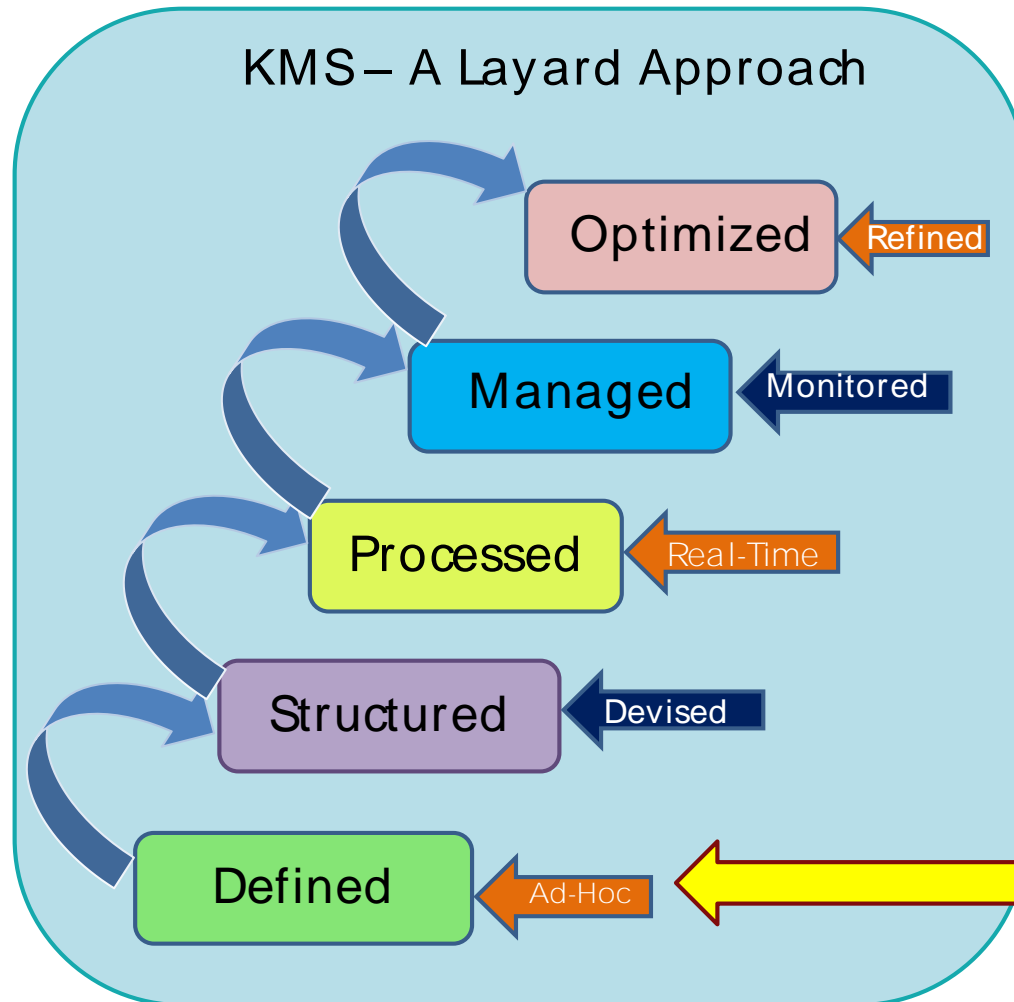 KMS – A Layard Approach
Optimized
Refined
Managed
Monitored
Processed
Real-Time
Structured
Devised
Defined
Ad-Hoc